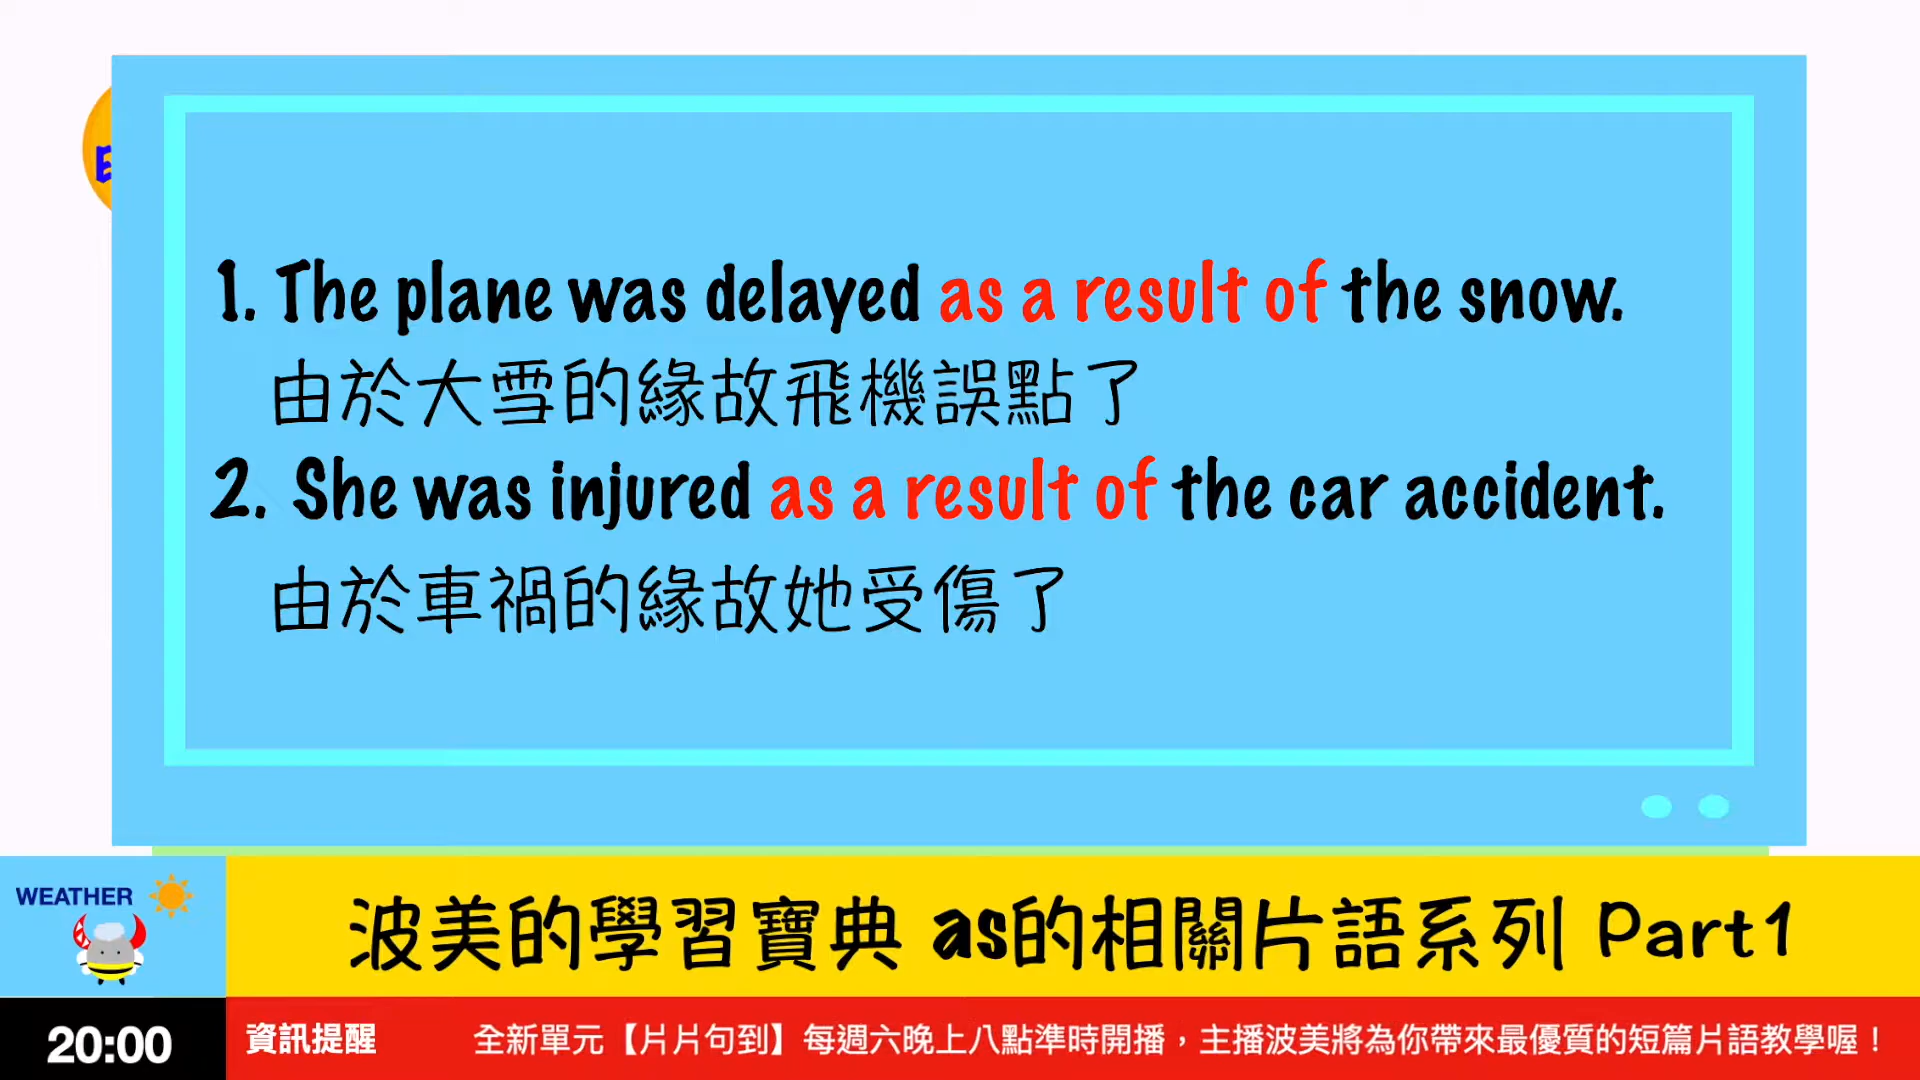 1. The plane was delayed as a result of the snow.
由於大雪的緣故飛機誤點了
2. She was injured as a result of the car accident.
由於車禍的緣故她受傷了
WEATHER
波美的學習寶典 as的相關片語系列 Part1
20:00
資訊提醒
全新單元【片片句到】每週六晚上八點準時開播，主播波美將為你帶來最優質的短篇片語教學喔！